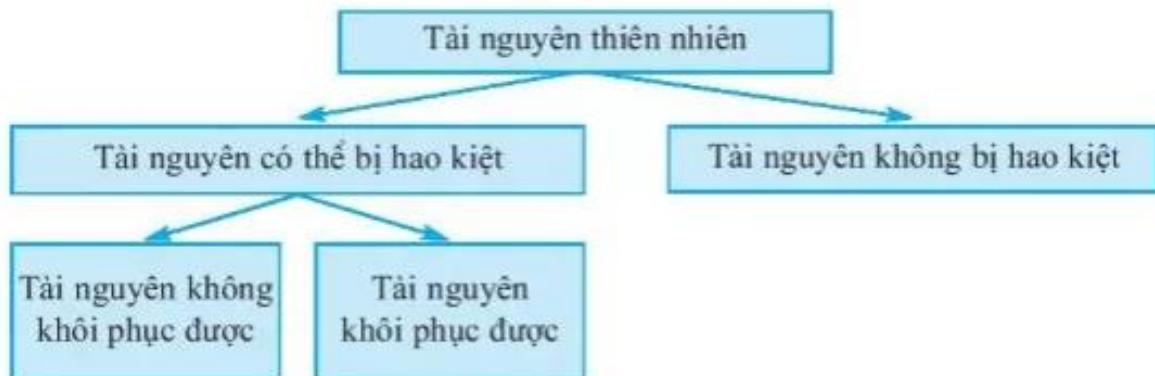 Tài nguyên thiên nhiên
Tài nguyên có thể bị hao kiệt
Tài nguyên không bị hao kiệt
Tài nguyên không
khôi phục được
Tài nguyên
khôi phục được